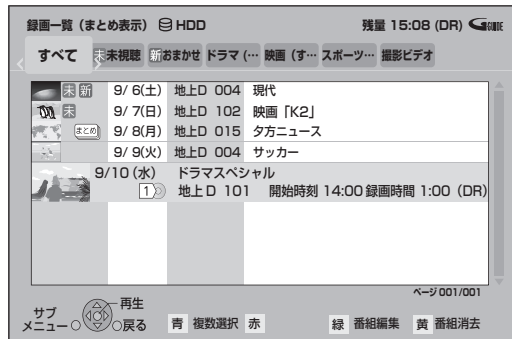 録画一覧（まとめ表示） HDD 残量 15:08 (DR) GGUIDE
すべて 未 未視聴 新 おまかせ ドラマ (… 映画 (す… スポーツ… 撮影ビデオ
未 新 9/ 6(土) 地上D 004 現代
未 9/ 7(日) 地上D 102 映画「K2」
まとめ 9/ 8(月) 地上D 015 夕方ニュース
9/ 9(火) 地上D 004 サッカー
9/10 (水) ドラマスペシャル
1 地上D 101 開始時刻 14:00 録画時間 1:00 (DR)
ページ 001/001
サブメニュー 再生
戻る 青 複数選択 赤 緑 番組編集 黄 番組消去